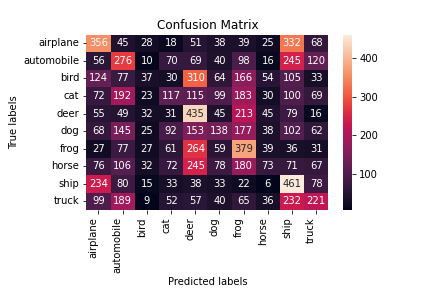 Confusion Matrix
airplane 356 45 28 18 51 38 39 25 332 68
automobile 56 276 10 70 69 40 98 16 245 120
bird 124 77 37 30 310 64 166 54 105 33
cat 72 192 23 117 115 99 183 30 100 69
deer 55 49 32 31 435 45 213 45 79 16
dog 68 145 25 92 153 138 177 38 102 62
frog 27 77 27 61 264 59 379 39 36 31
horse 76 106 32 72 245 78 180 73 71 67
ship 234 80 15 33 38 33 22 6 461 78
truck 99 189 9 52 57 40 65 36 232 221
airplane automobile bird cat deer dog frog horse ship truck
True labels
Predicted labels
400
300
200
100